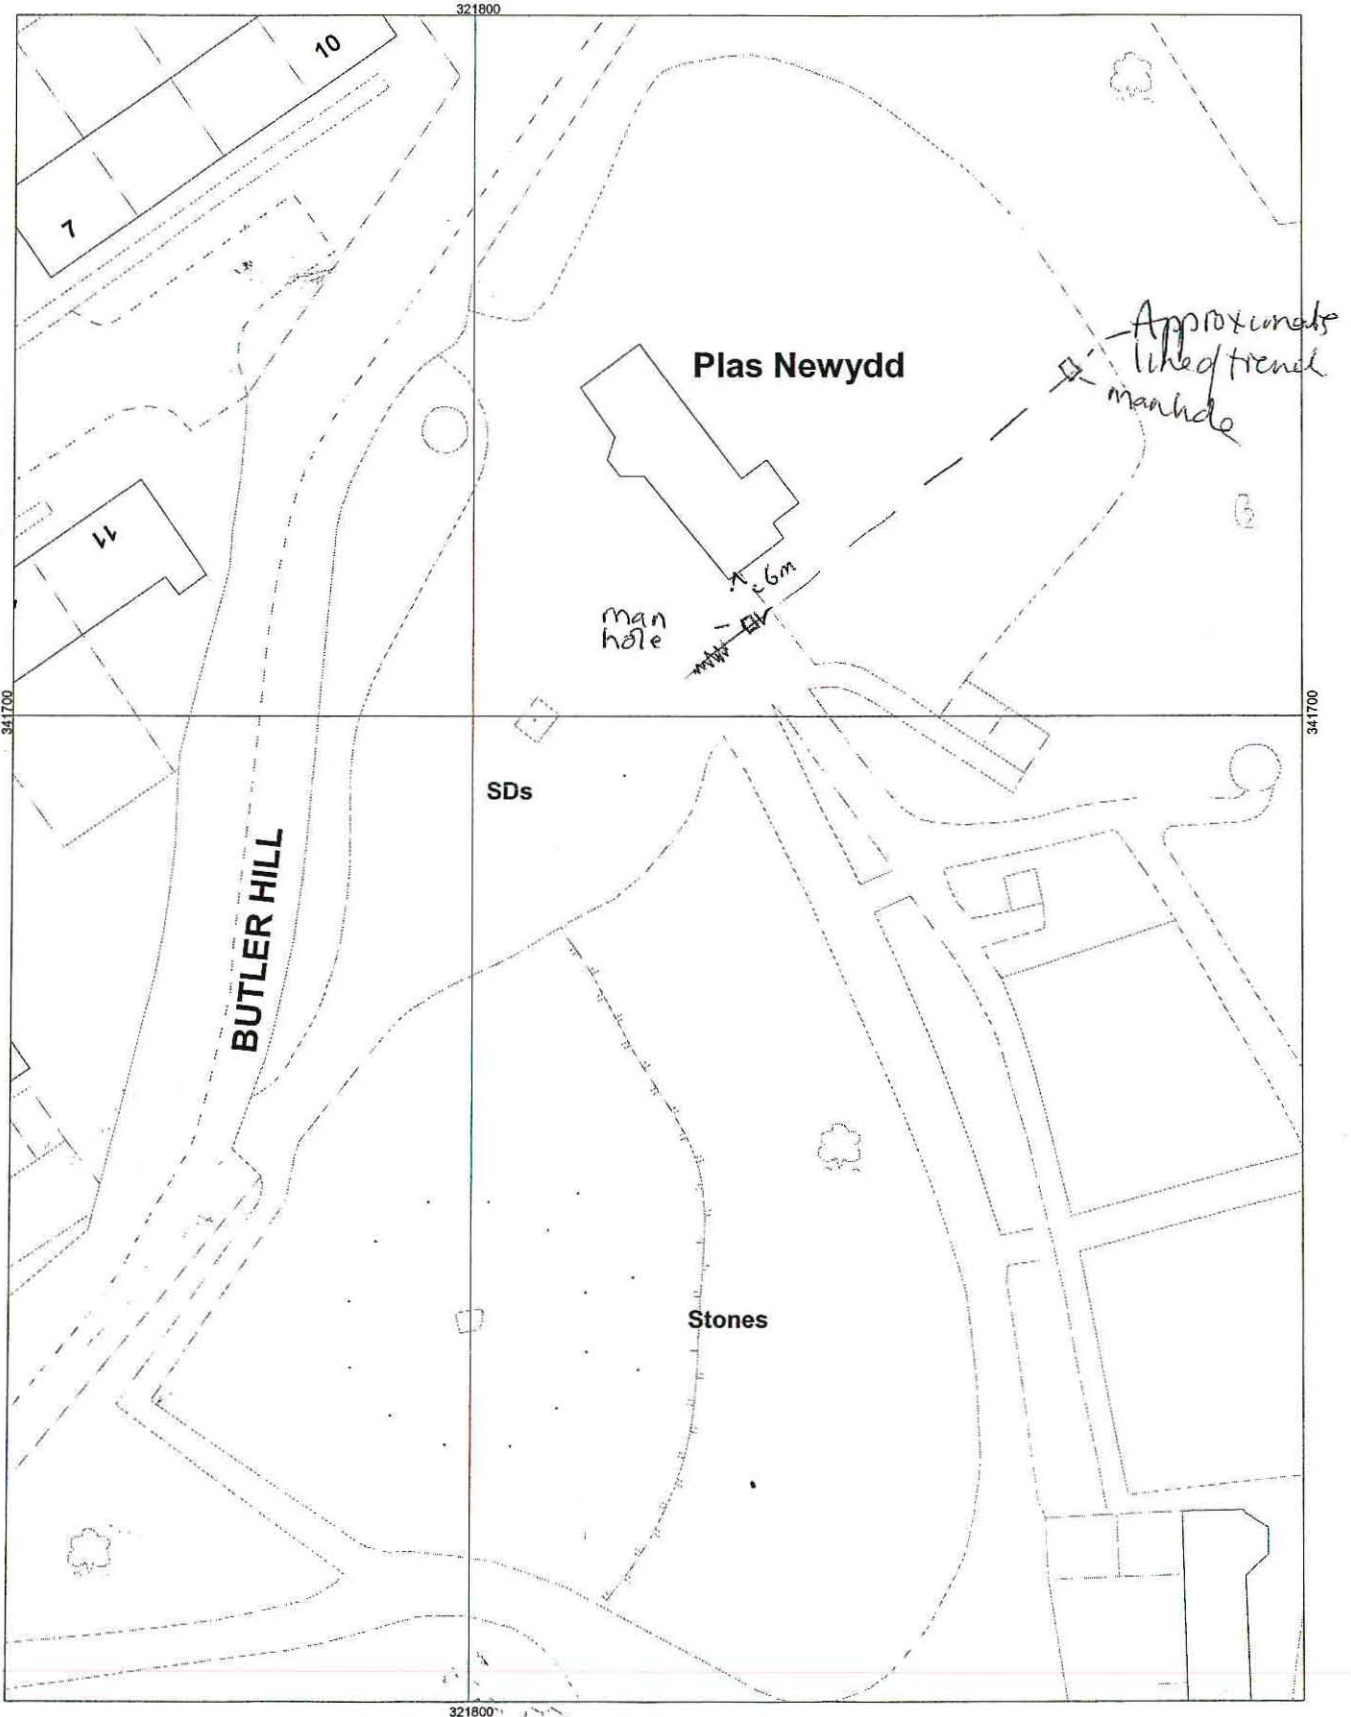 321800
10
7
Approximate
line of trench
manhole
Plas Newydd
11
6m
man
hole
341700
341700
SDs
BUTLER HILL
Stones
321800